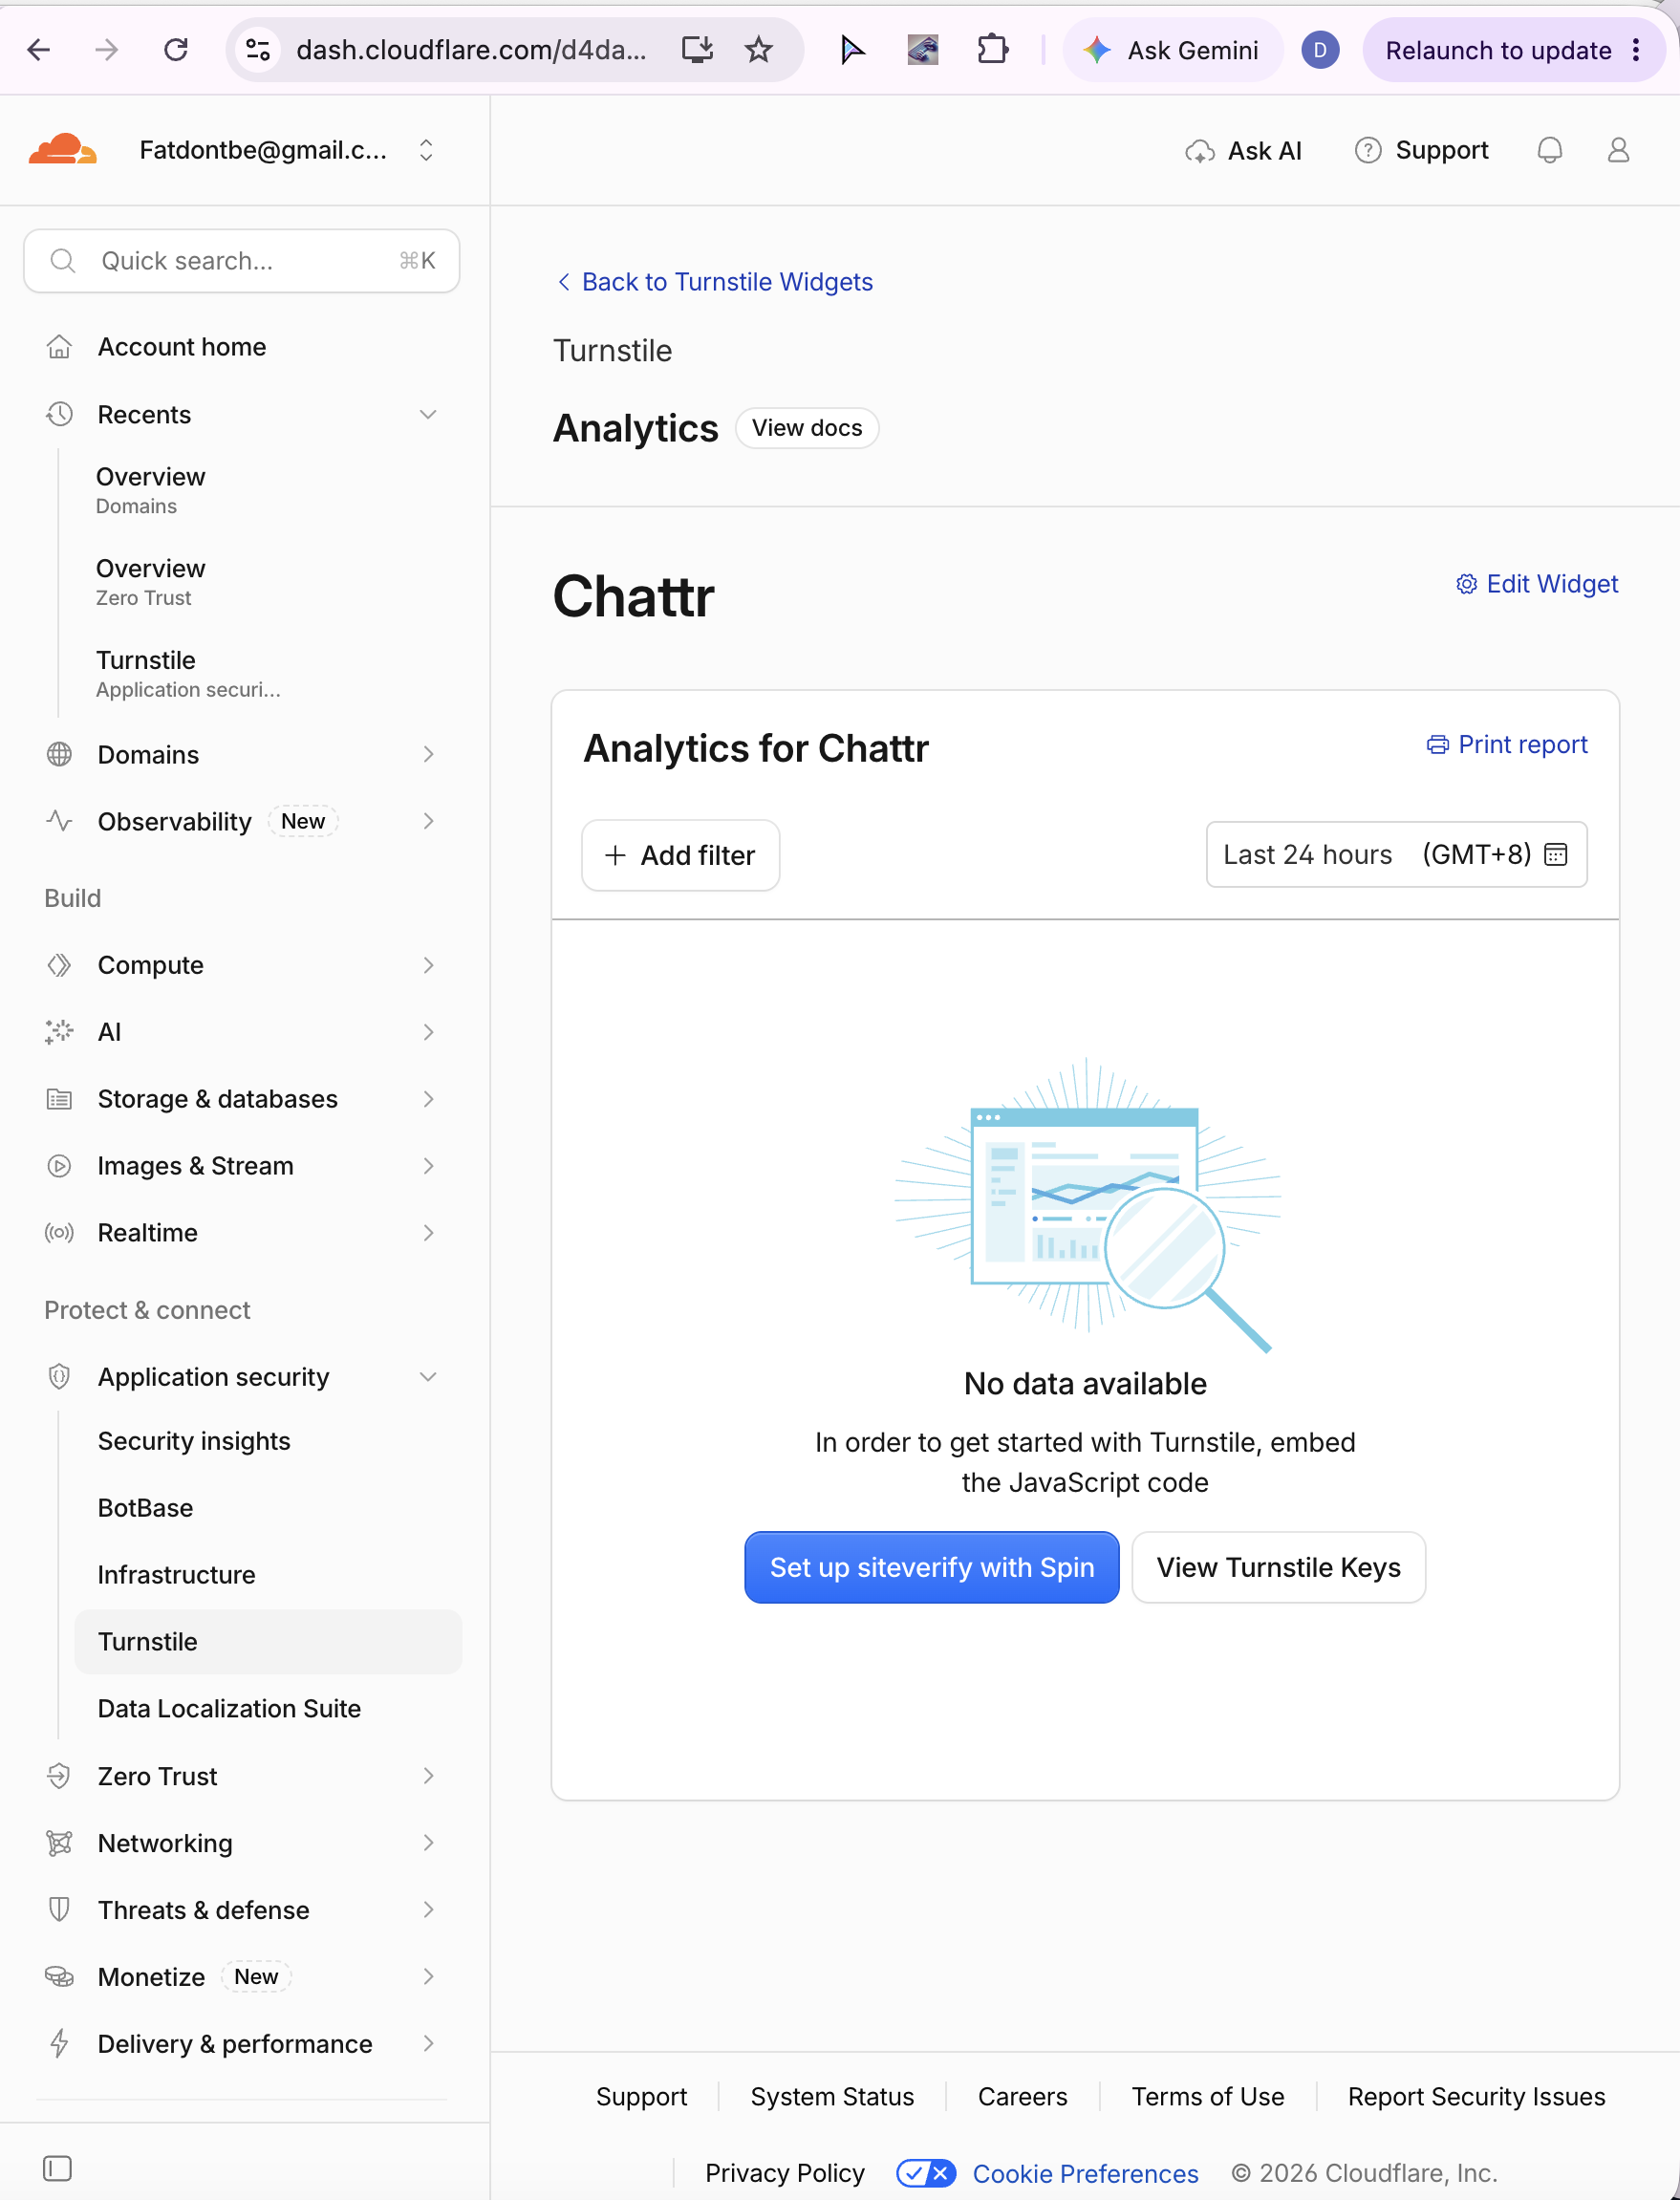 dash.cloudflare.com/d4da...
Ask Gemini
D
Relaunch to update
Fatdontbe@gmail.c...
Ask AI
Support
Quick search...
⌘K
Account home
Recents
Overview
Domains
Overview
Zero Trust
Turnstile
Application securi...
Domains
Observability New
Build
Compute
AI
Storage & databases
Images & Stream
Realtime
Protect & connect
Application security
Security insights
BotBase
Infrastructure
Turnstile
Data Localization Suite
Zero Trust
Networking
Threats & defense
Monetize New
Delivery & performance
Back to Turnstile Widgets
Turnstile
Analytics View docs
Chattr
Edit Widget
Analytics for Chattr
Print report
Add filter
Last 24 hours (GMT+8)
No data available
In order to get started with Turnstile, embed
the JavaScript code
Set up siteverify with Spin
View Turnstile Keys
Support
System Status
Careers
Terms of Use
Report Security Issues
Privacy Policy
Cookie Preferences
© 2026 Cloudflare, Inc.